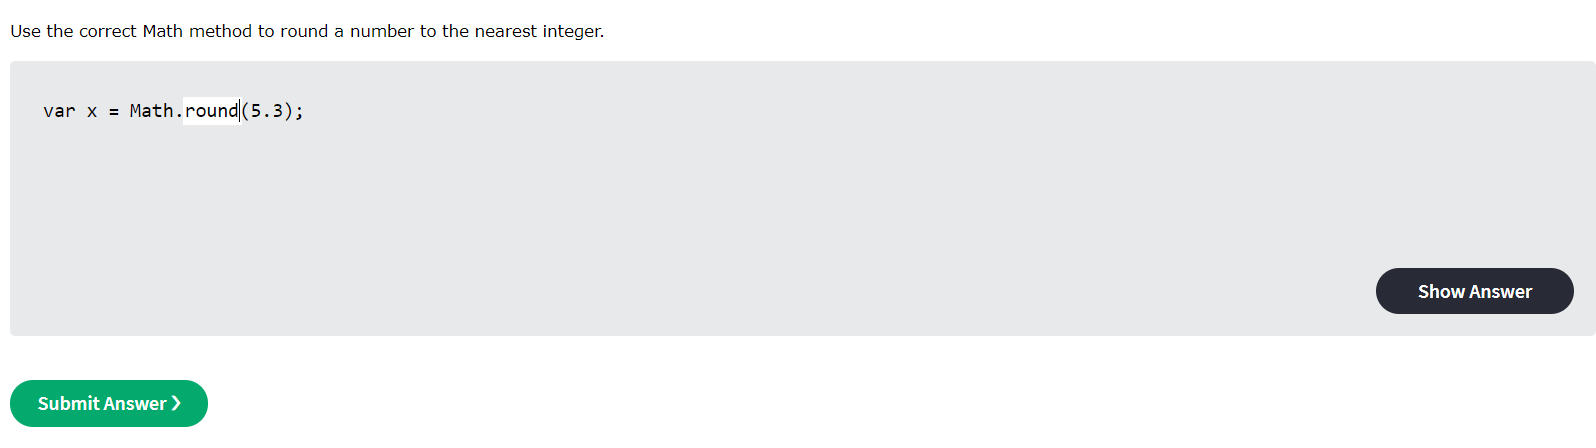 Use the correct Math method to round a number to the nearest integer.
var x = Math.round(5.3);
Show Answer
Submit Answer ❯